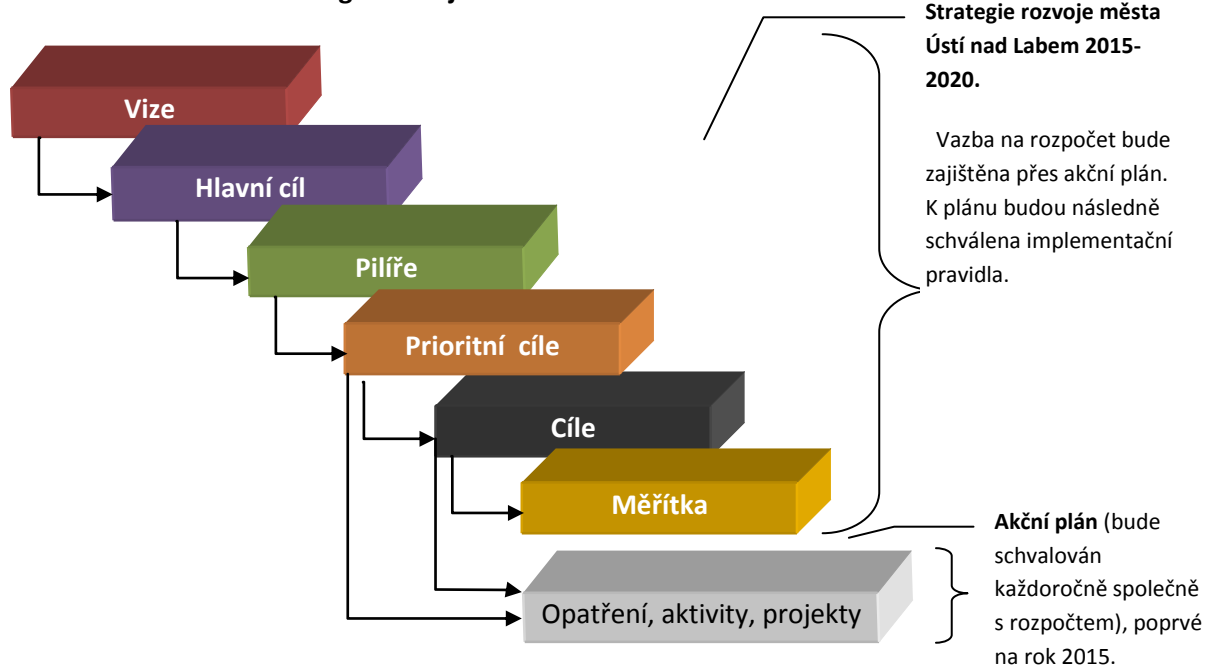 Strategie rozvoje města
Ústí nad Labem 2015-
2020.
Vazba na rozpočet bude
zajištěna přes akční plán.
K plánu budou následně
schválena implementační
pravidla.
Vize
Hlavní cíl
Pilíře
Prioritní cíle
Cíle
Měřítka
Opatření, aktivity, projekty
Akční plán (bude
schvalován
každoročně společně
s rozpočtem), poprvé
na rok 2015.